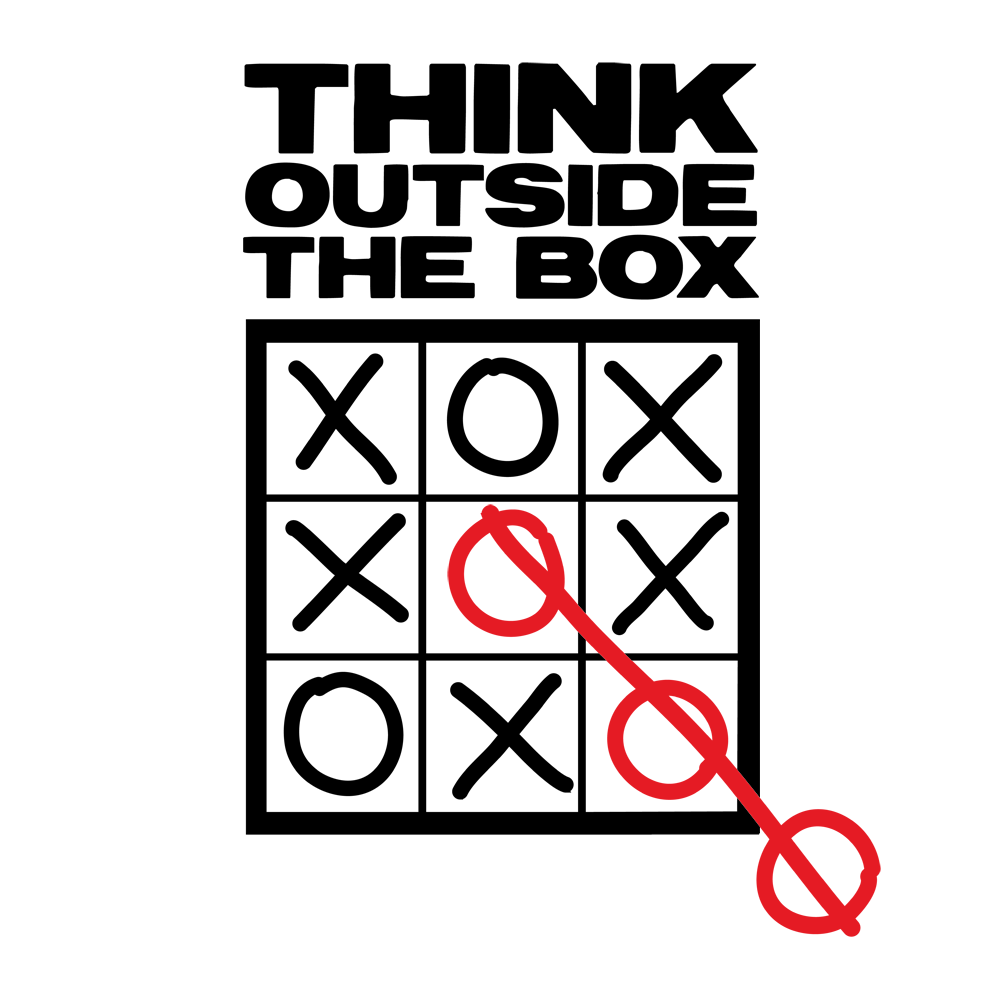 THINK
OUTSIDE
THE BOX
X O X
X O X
O X O
O